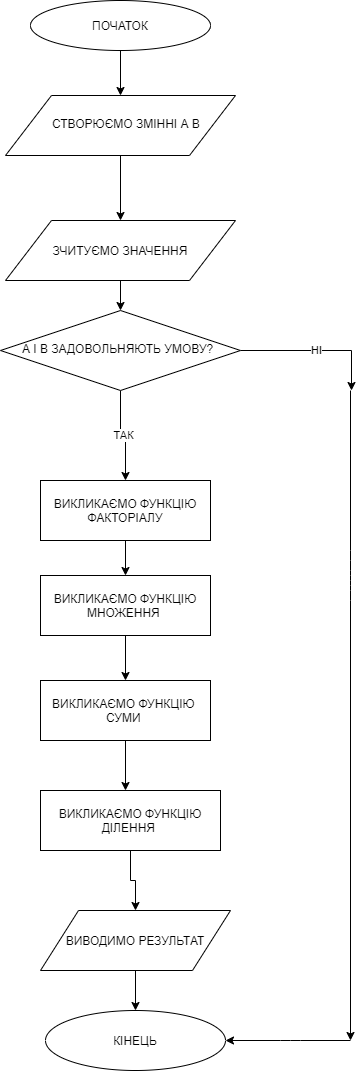 ПОЧАТОК
СТВОРЮЄМО ЗМІННІ А В
ЗЧИТУЄМО ЗНАЧЕННЯ
А І В ЗАДОВОЛЬНЯЮТЬ УМОВУ?
НІ
ТАК
ВИКЛИКАЄМО ФУНКЦІЮ
ФАКТОРІАЛУ
ВИКЛИКАЄМО ФУНКЦІЮ
МНОЖЕННЯ
ВИКЛИКАЄМО ФУНКЦІЮ
СУМИ
ВИКЛИКАЄМО ФУНКЦІЮ
ДІЛЕННЯ
ВИВОДИМО РЕЗУЛЬТАТ
КІНЕЦЬ